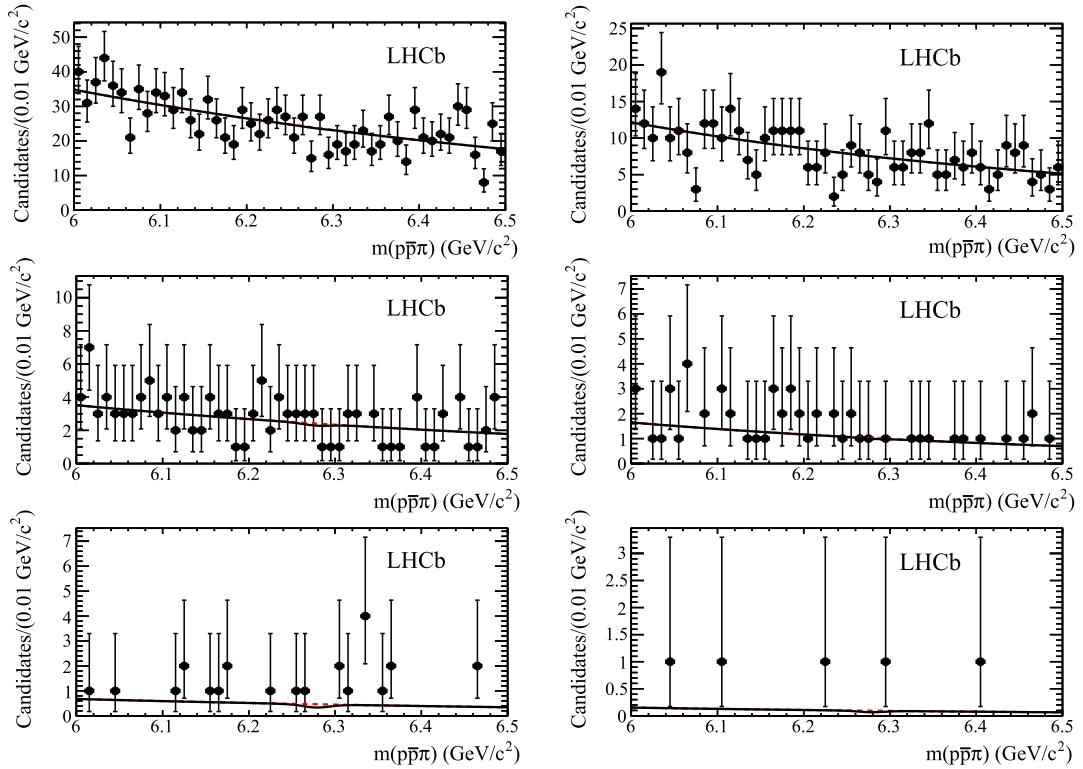 Candidates/(0.01 GeV/c²)
50
40
30
20
10
0
LHCb
6 6.1 6.2 6.3 6.4 6.5
m(pp̅π) (GeV/c²)
Candidates/(0.01 GeV/c²)
25
20
15
10
5
0
LHCb
6 6.1 6.2 6.3 6.4 6.5
m(pp̅π) (GeV/c²)
Candidates/(0.01 GeV/c²)
10
8
6
4
2
0
LHCb
6 6.1 6.2 6.3 6.4 6.5
m(pp̅π) (GeV/c²)
Candidates/(0.01 GeV/c²)
7
6
5
4
3
2
1
0
LHCb
6 6.1 6.2 6.3 6.4 6.5
m(pp̅π) (GeV/c²)
Candidates/(0.01 GeV/c²)
7
6
5
4
3
2
1
0
LHCb
6 6.1 6.2 6.3 6.4 6.5
m(pp̅π) (GeV/c²)
Candidates/(0.01 GeV/c²)
3
2.5
2
1.5
1
0.5
0
LHCb
6 6.1 6.2 6.3 6.4 6.5
m(pp̅π) (GeV/c²)